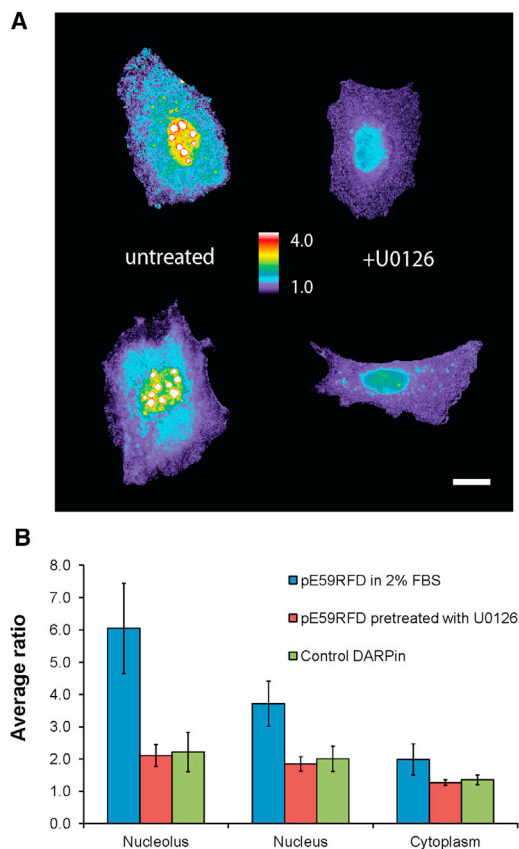 A
untreated
4.0
1.0
+U0126
B
Average ratio
8.0
7.0
6.0
5.0
4.0
3.0
2.0
1.0
0.0
pE59RFD in 2% FBS
pE59RFD pretreated with U0126
Control DARPin
Nucleolus
Nucleus
Cytoplasm